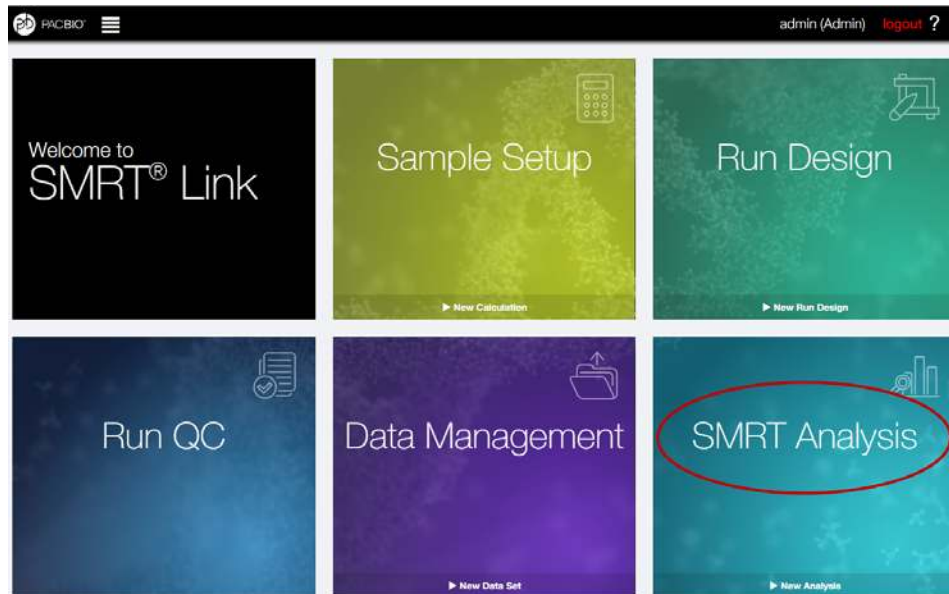 PACBIO®
admin (Admin) logout ?
Welcome to
SMRT® Link
Sample Setup
▶ New Calculation
Run Design
▶ New Run Design
Run QC
Data Management
▶ New Data Set
SMRT Analysis
▶ New Analysis